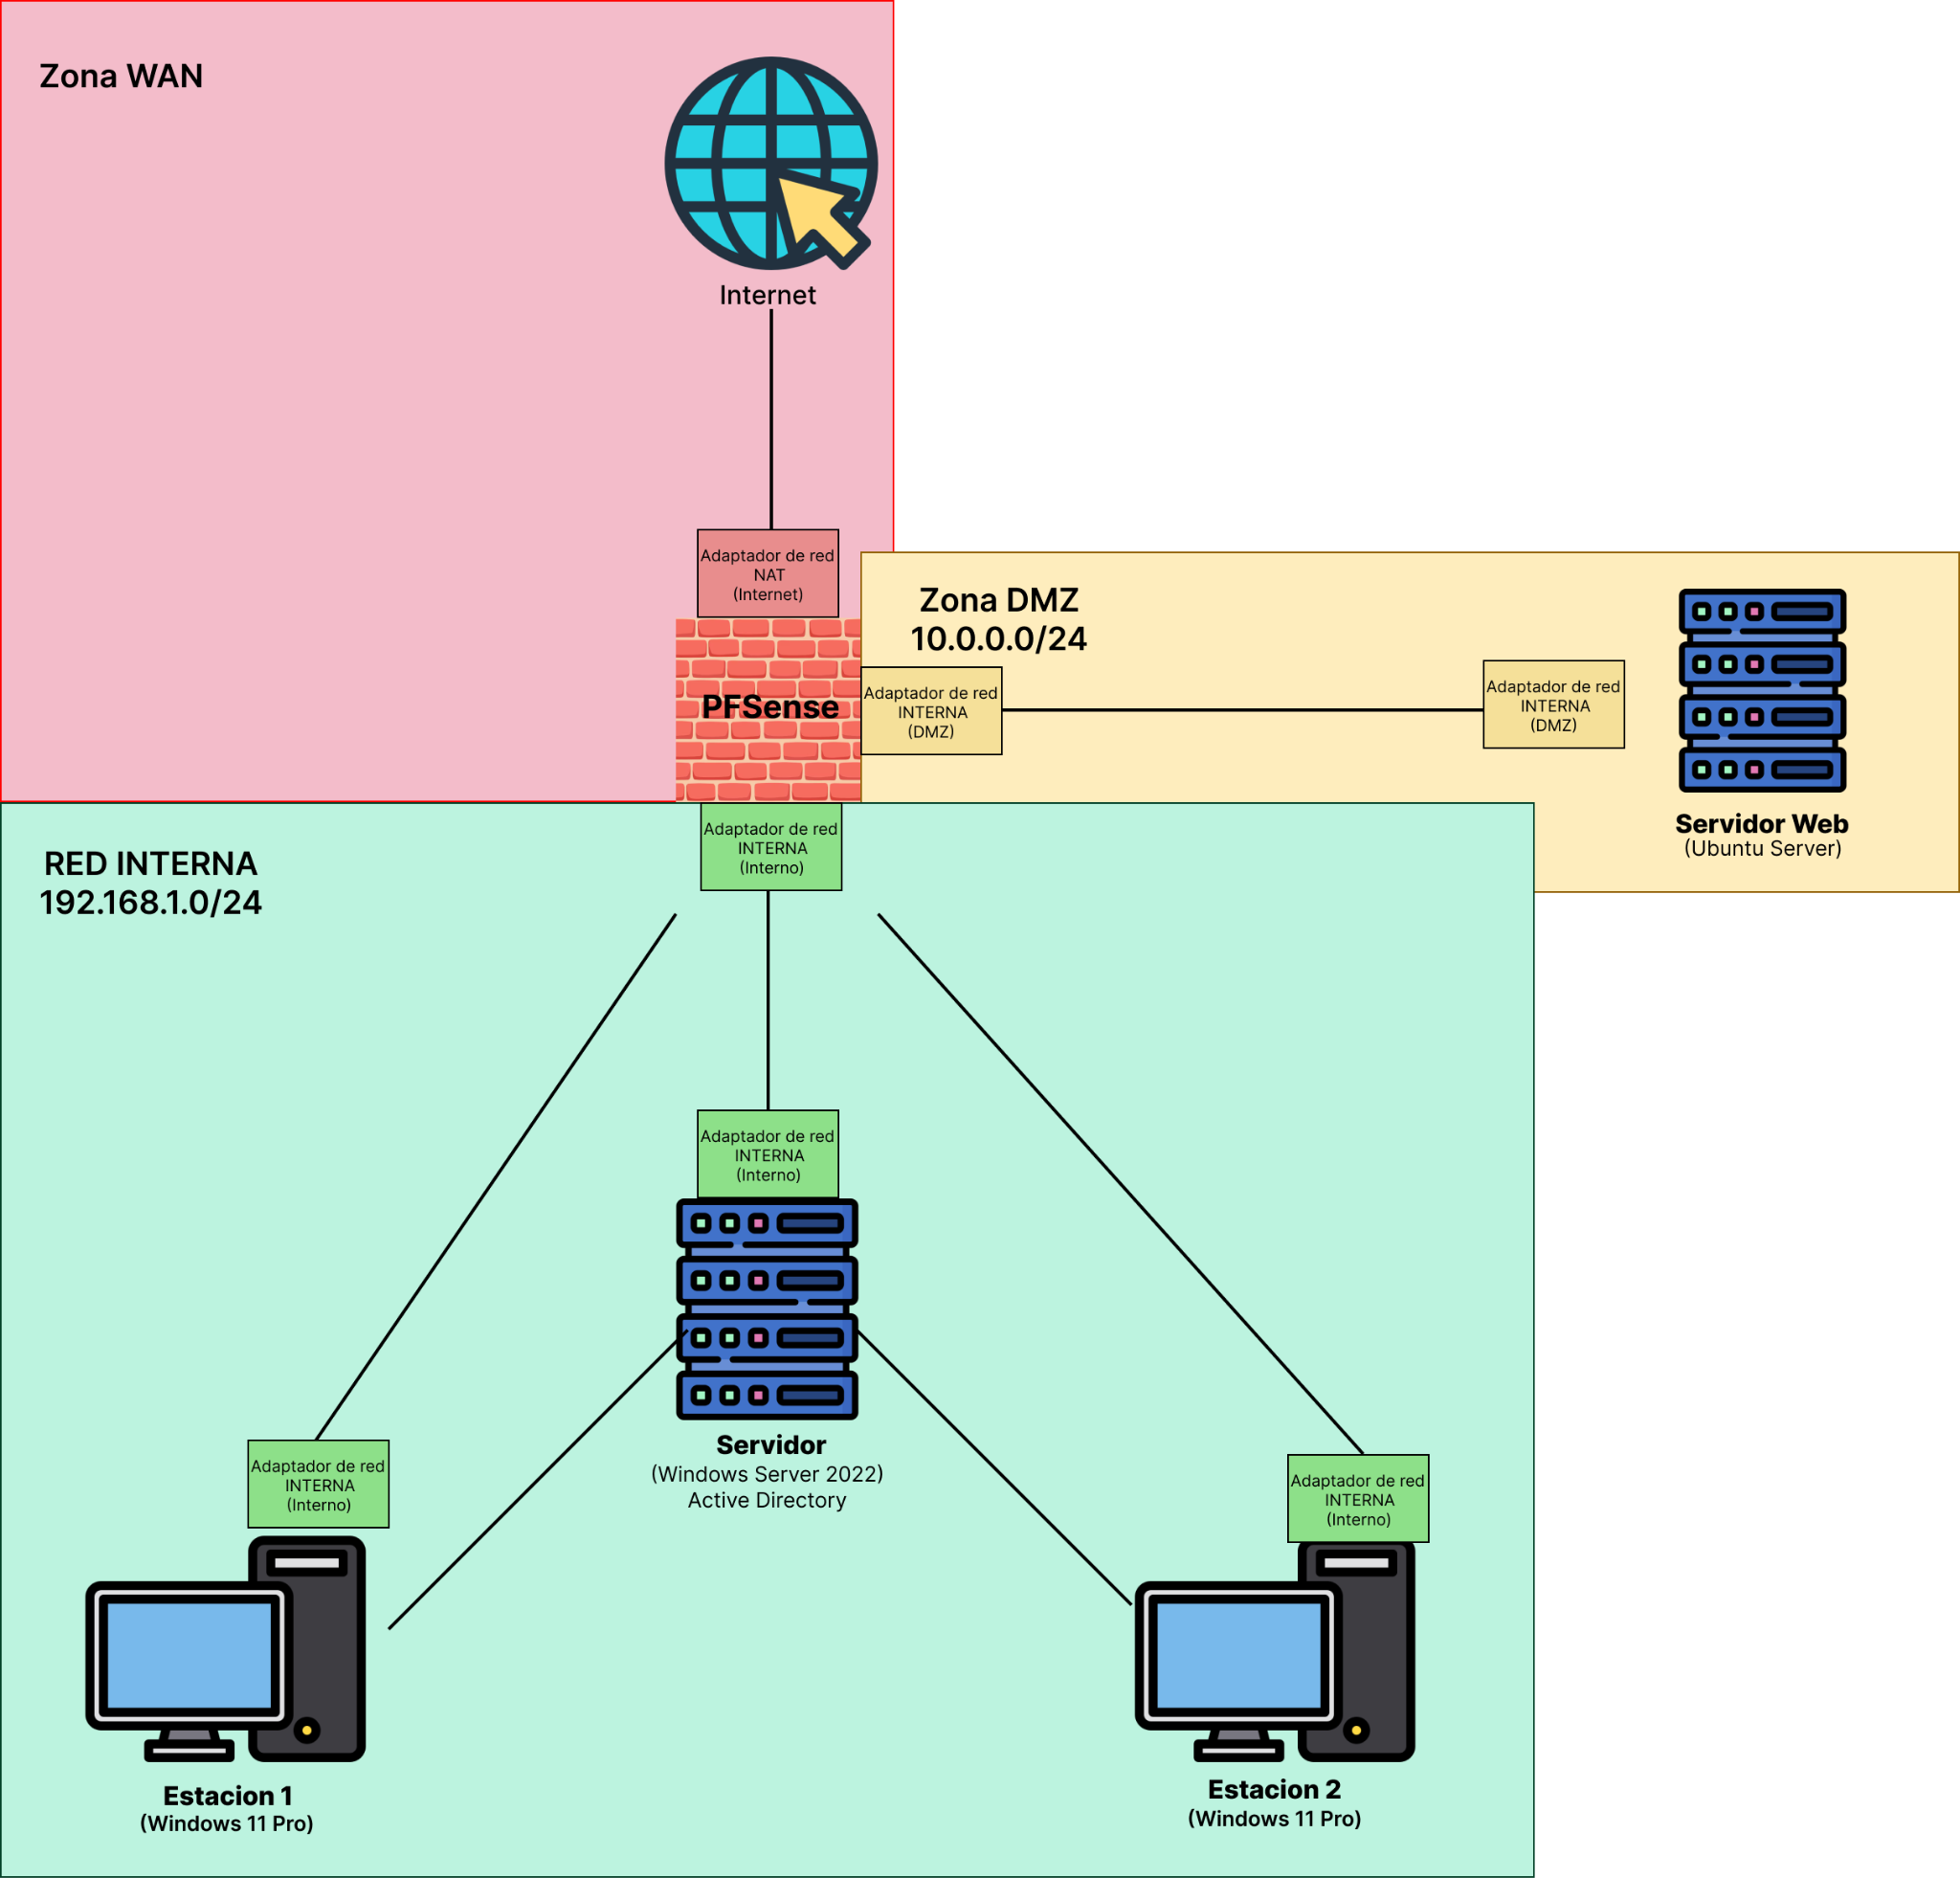 Zona WAN
Internet
Adaptador de red
NAT
(Internet)
Zona DMZ
10.0.0.0/24
PFSense
Adaptador de red
INTERNA
(DMZ)
Adaptador de red
INTERNA
(DMZ)
Servidor Web
(Ubuntu Server)
Adaptador de red
INTERNA
(Interno)
RED INTERNA
192.168.1.0/24
Adaptador de red
INTERNA
(Interno)
Servidor
(Windows Server 2022)
Active Directory
Adaptador de red
INTERNA
(Interno)
Adaptador de red
INTERNA
(Interno)
Estacion 1
(Windows 11 Pro)
Estacion 2
(Windows 11 Pro)